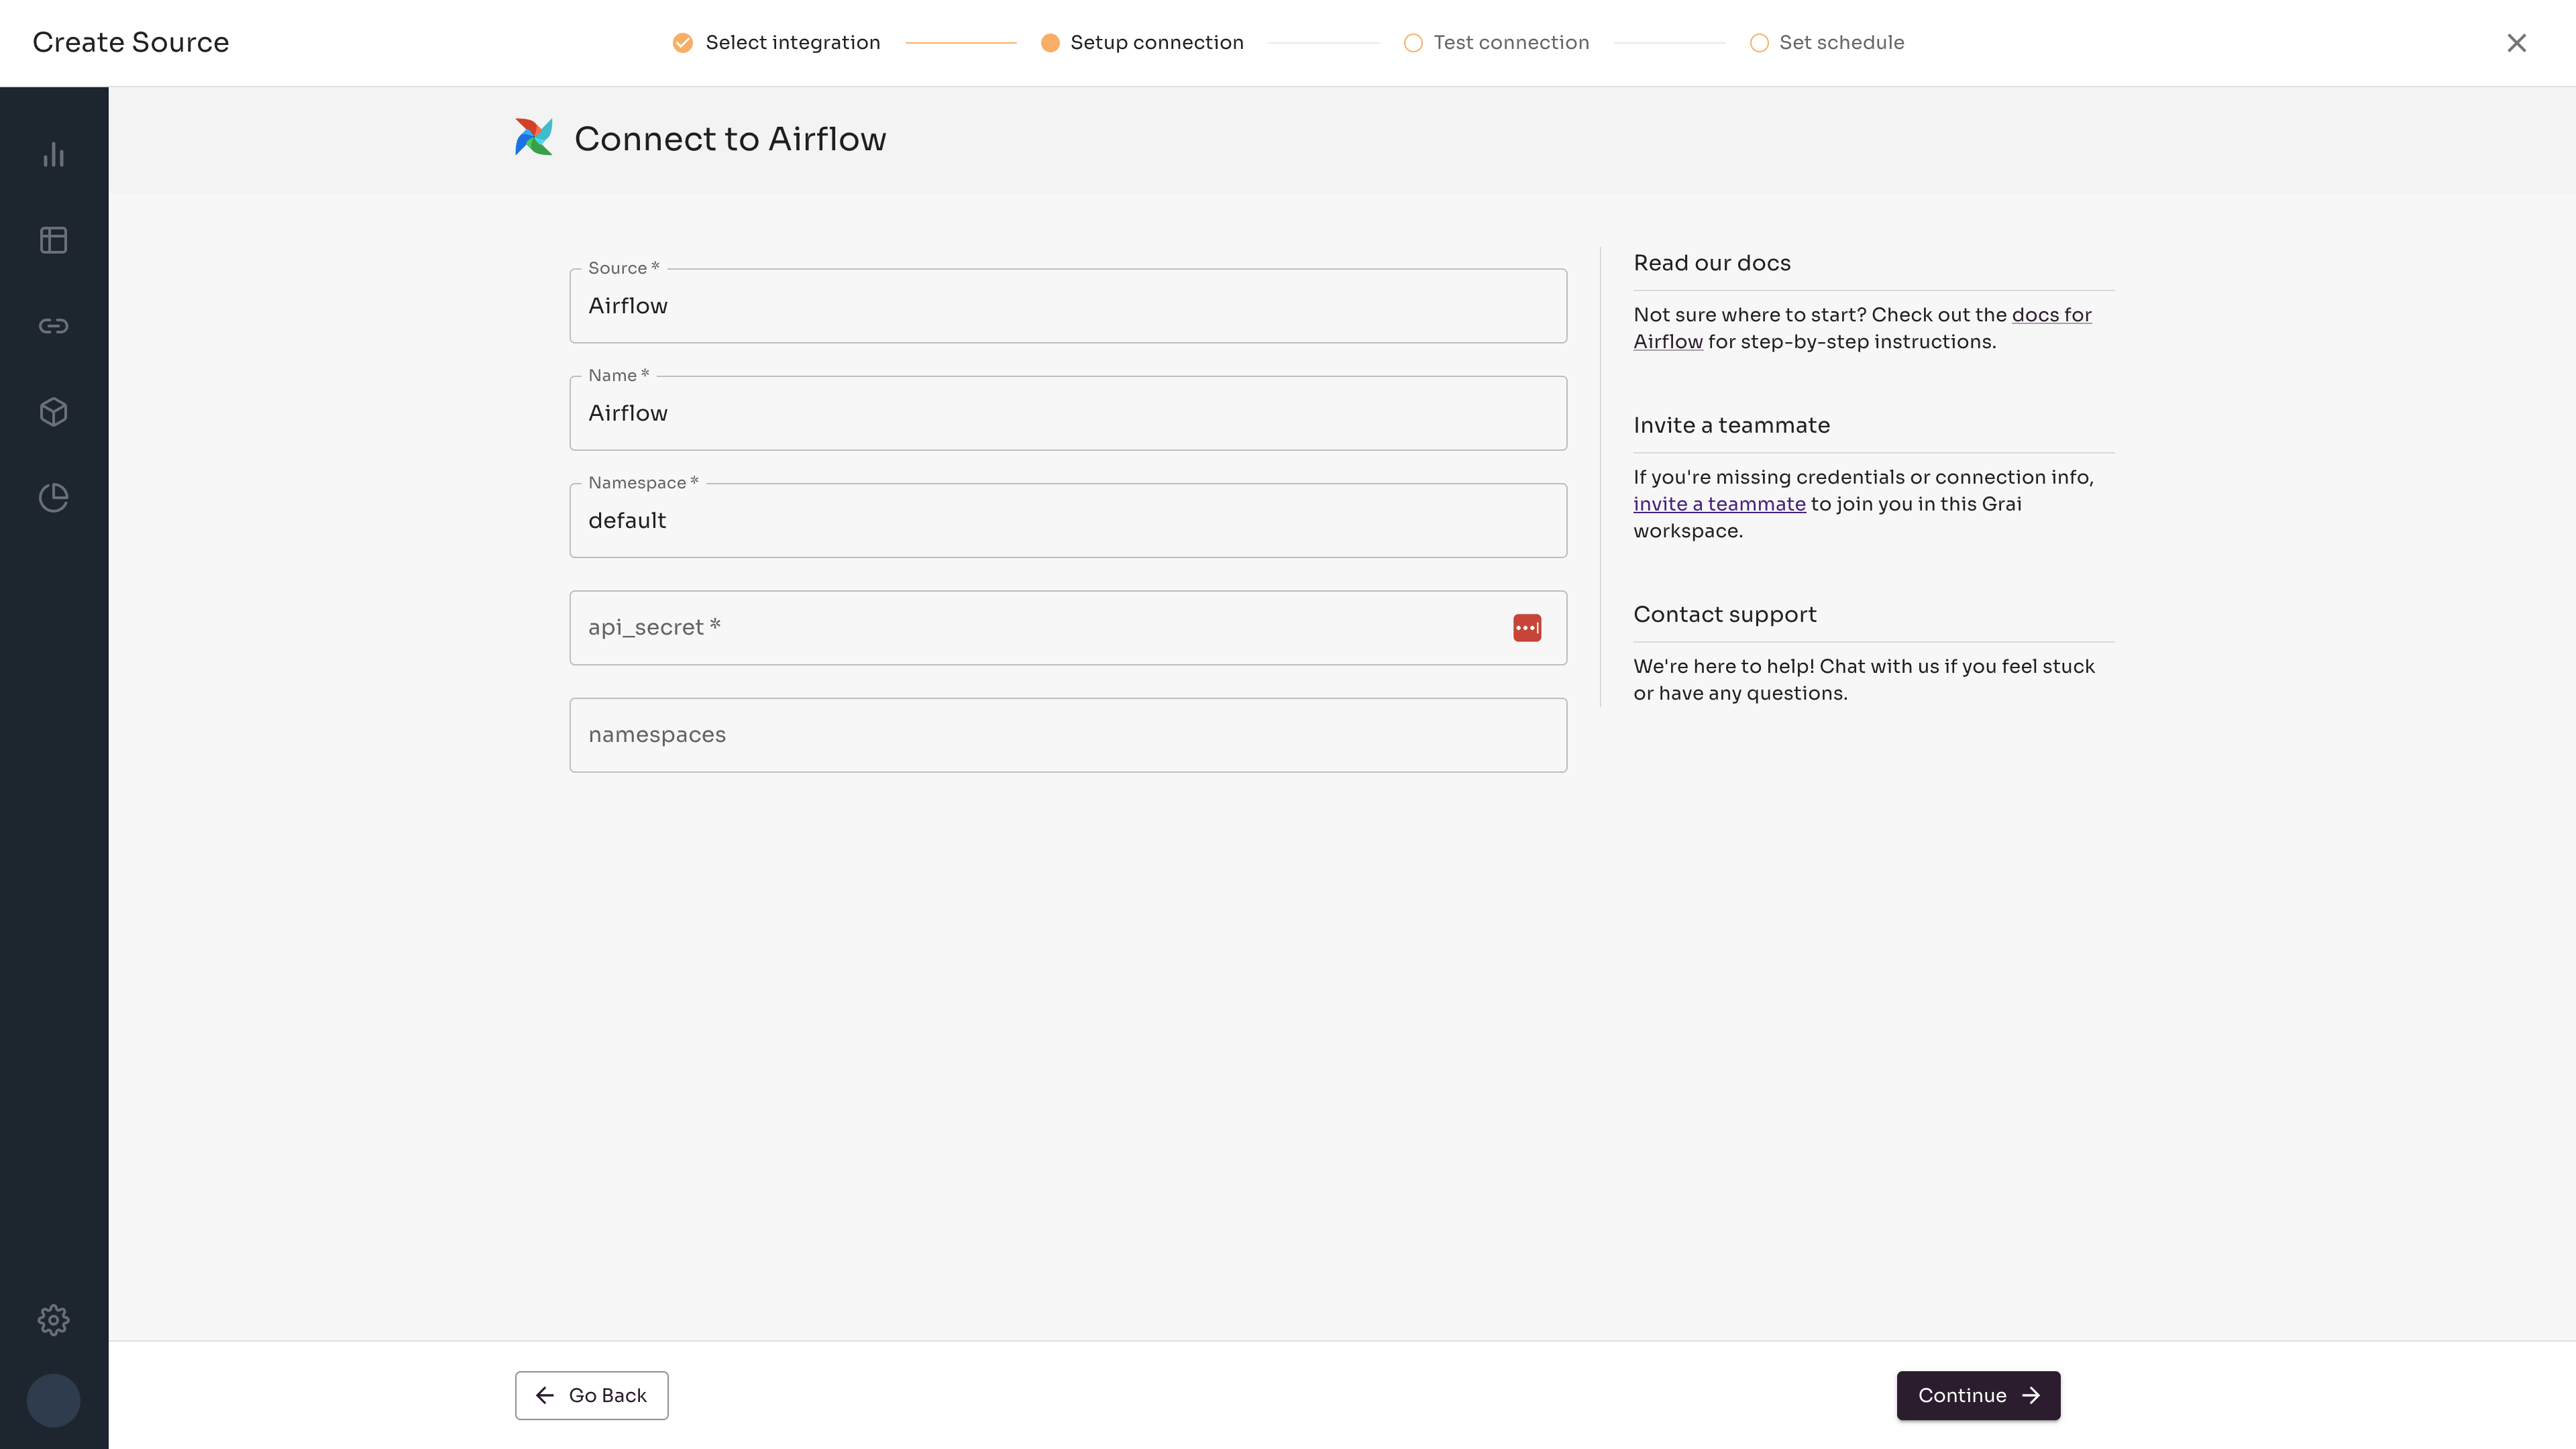 Create Source
Select integration
Setup connection
Test connection
Set schedule
Connect to Airflow
Source *
Airflow
Name *
Airflow
Namespace *
default
api_secret *
namespaces
Read our docs
Not sure where to start? Check out the docs for
Airflow for step-by-step instructions.
Invite a teammate
If you're missing credentials or connection info,
invite a teammate to join you in this Grai
workspace.
Contact support
We're here to help! Chat with us if you feel stuck
or have any questions.
Go Back
Continue